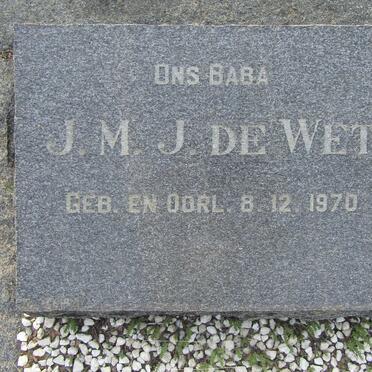 ONS BABA
J. M. J. DE WET
GEB. EN OORL. 8. 12. 1970